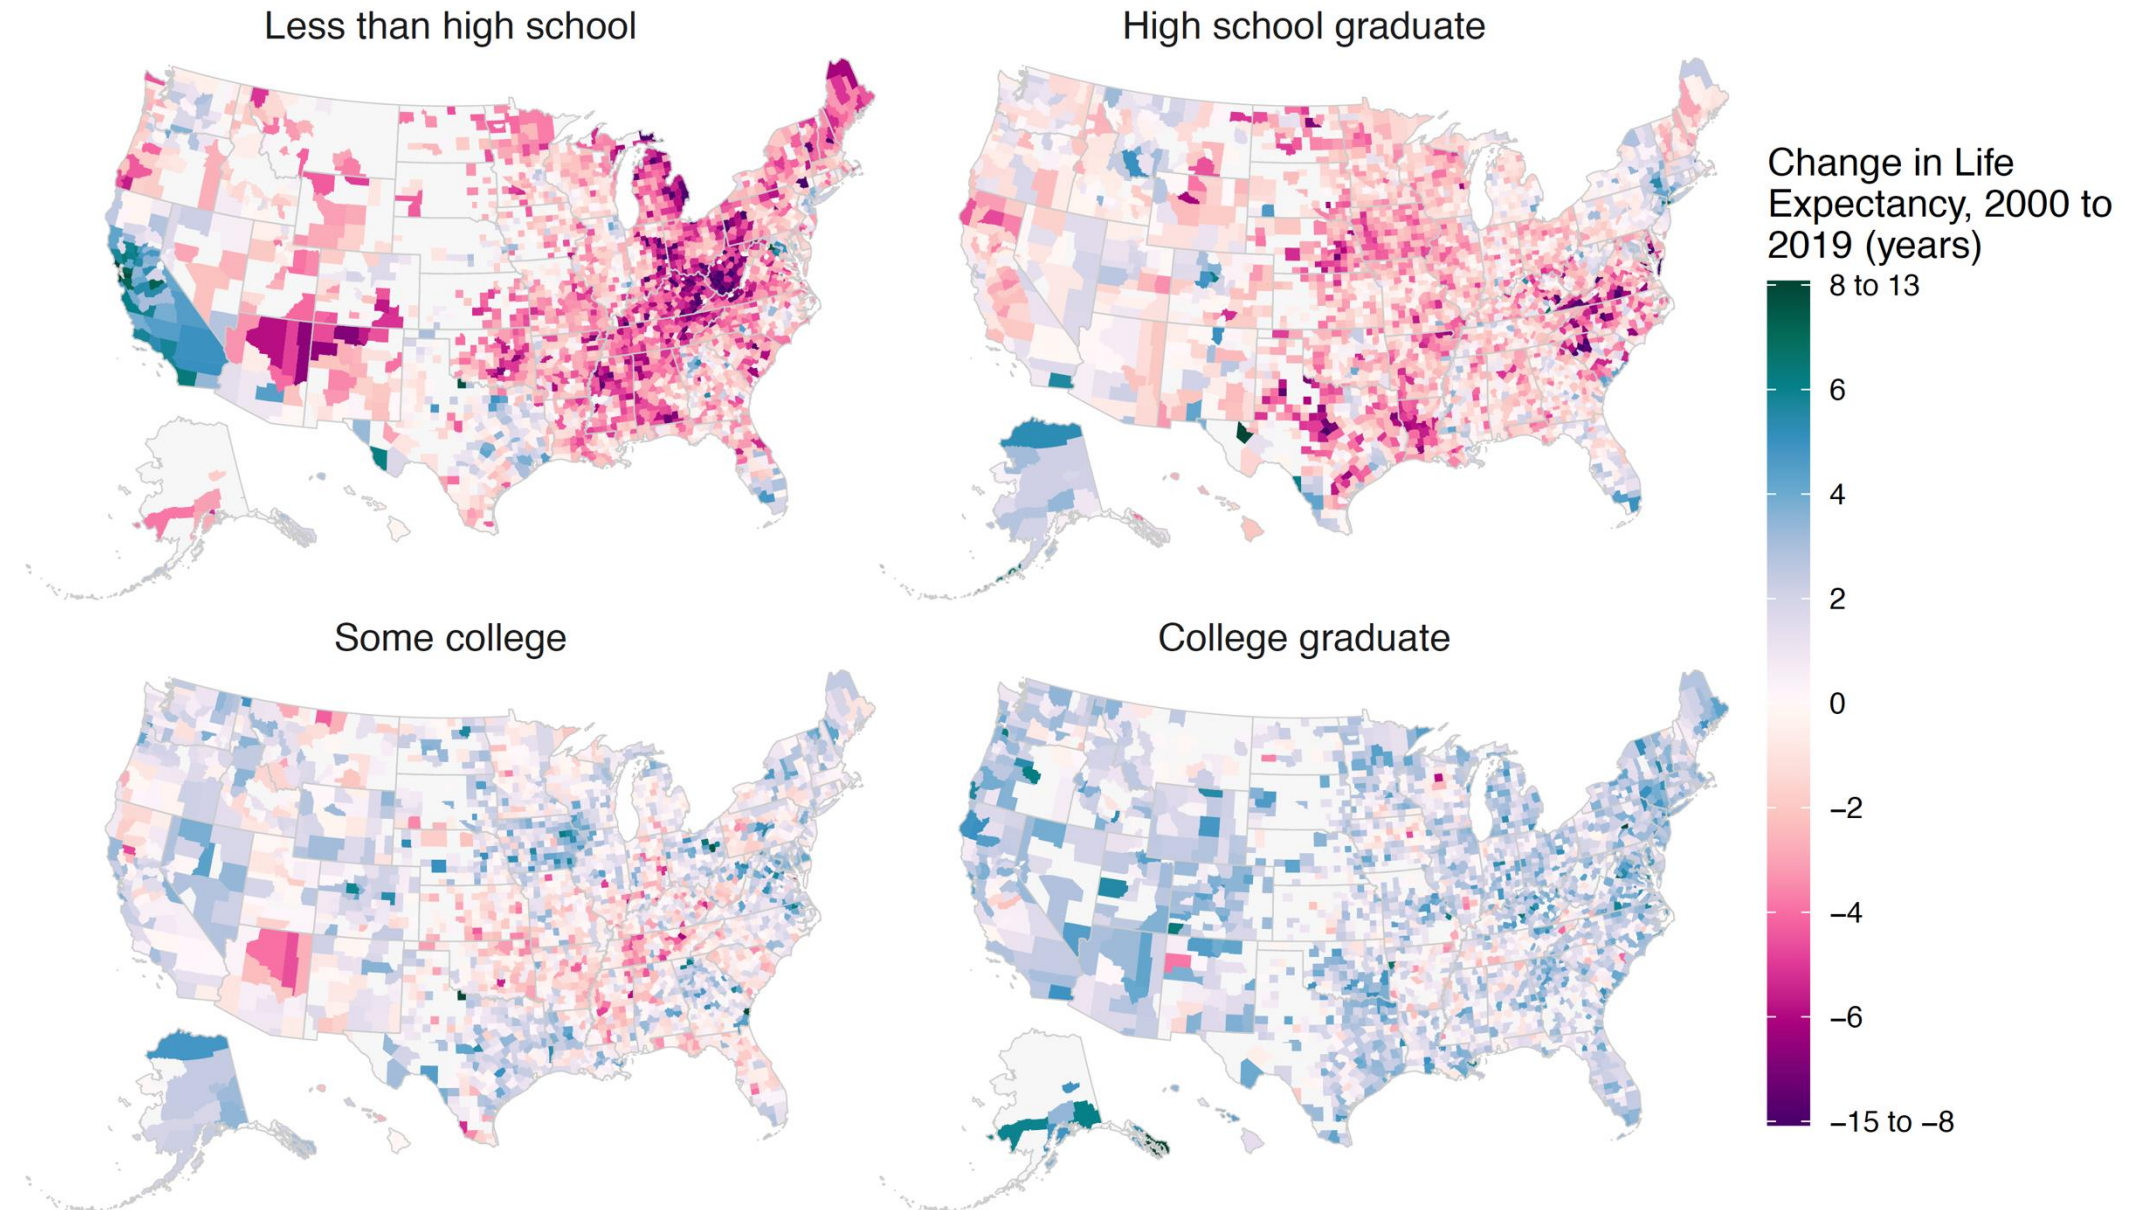 Less than high school
High school graduate
Change in Life
Expectancy, 2000 to
2019 (years)
8 to 13
6
4
2
0
−2
−4
−6
−15 to −8
Some college
College graduate